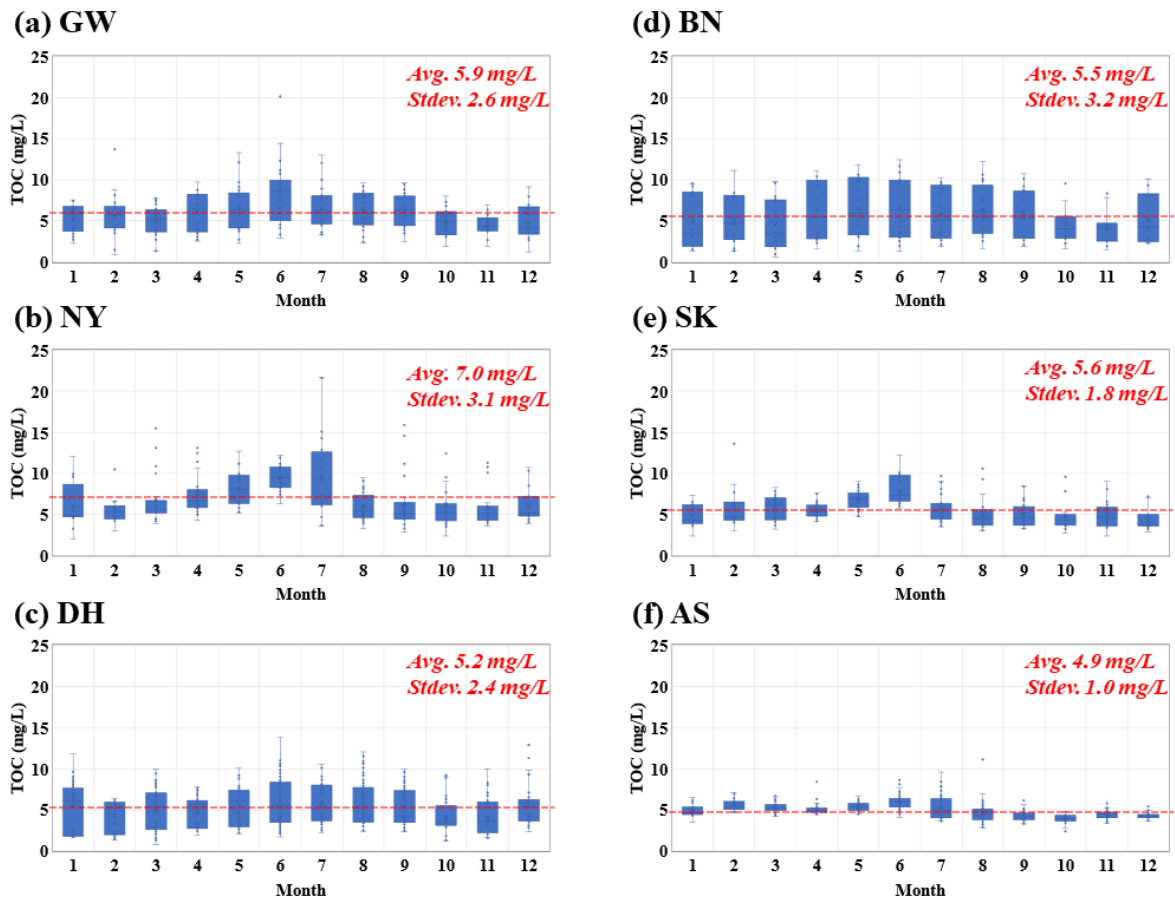 (a) GW
25
20
15
10
5
0
TOC (mg/L)
Avg. 5.9 mg/L
Stdev. 2.6 mg/L
1 2 3 4 5 6 7 8 9 10 11 12
Month
(b) NY
25
20
15
10
5
0
TOC (mg/L)
Avg. 7.0 mg/L
Stdev. 3.1 mg/L
1 2 3 4 5 6 7 8 9 10 11 12
Month
(c) DH
25
20
15
10
5
0
TOC (mg/L)
Avg. 5.2 mg/L
Stdev. 2.4 mg/L
1 2 3 4 5 6 7 8 9 10 11 12
Month
(d) BN
25
20
15
10
5
0
TOC (mg/L)
Avg. 5.5 mg/L
Stdev. 3.2 mg/L
1 2 3 4 5 6 7 8 9 10 11 12
Month
(e) SK
25
20
15
10
5
0
TOC (mg/L)
Avg. 5.6 mg/L
Stdev. 1.8 mg/L
1 2 3 4 5 6 7 8 9 10 11 12
Month
(f) AS
25
20
15
10
5
0
TOC (mg/L)
Avg. 4.9 mg/L
Stdev. 1.0 mg/L
1 2 3 4 5 6 7 8 9 10 11 12
Month